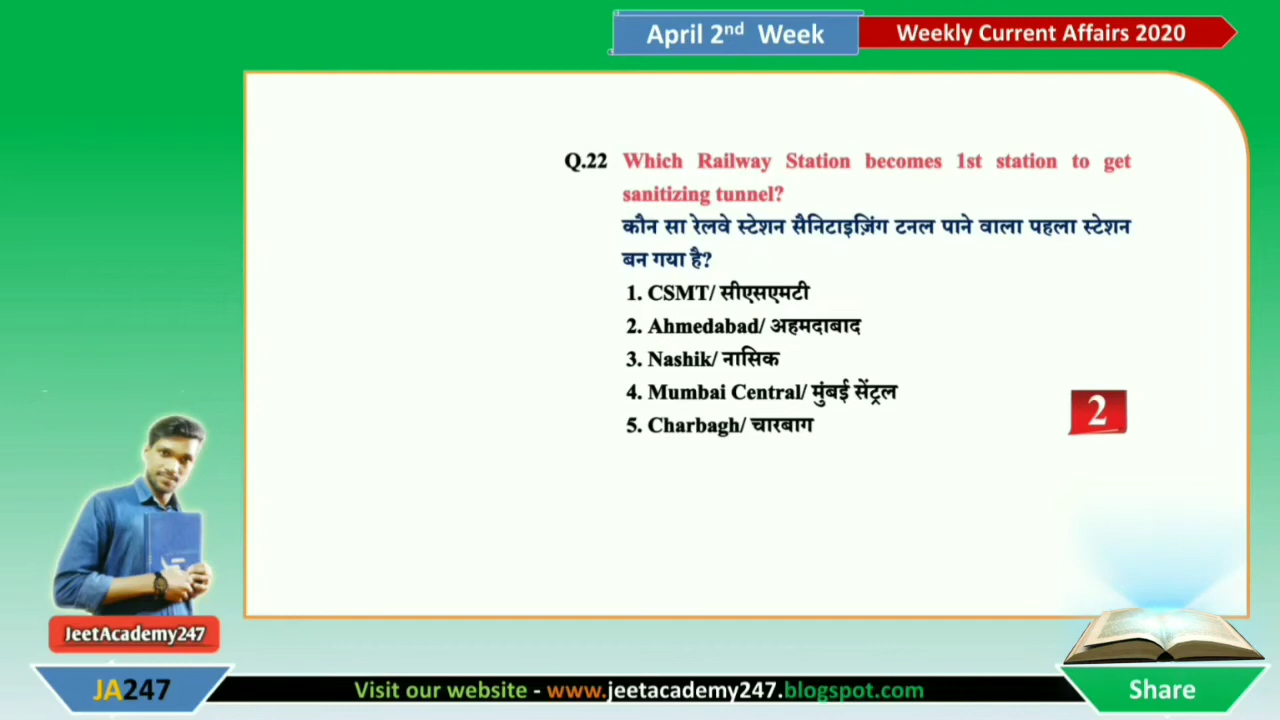 April 2nd Week
Weekly Current Affairs 2020
Q.22 Which Railway Station becomes 1st station to get
sanitizing tunnel?
कौन सा रेलवे स्टेशन सैनिटाइज़िंग टनल पाने वाला पहला स्टेशन
बन गया है?
1. CSMT/ सीएसएमटी
2. Ahmedabad/ अहमदाबाद
3. Nashik/ नासिक
4. Mumbai Central/ मुंबई सेंट्रल
5. Charbagh/ चारबाग
2
JeetAcademy247
JA247
Visit our website - www.jeetacademy247.blogspot.com
Share